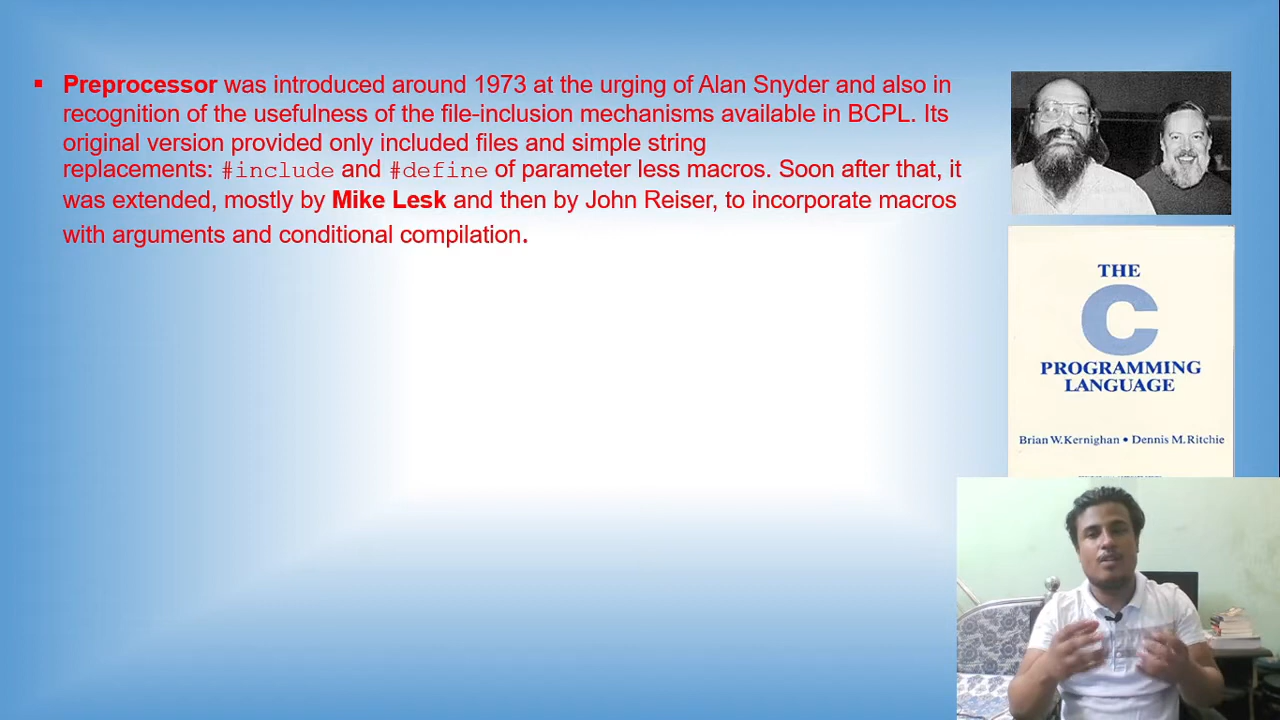 ▪ Preprocessor was introduced around 1973 at the urging of Alan Snyder and also in
recognition of the usefulness of the file-inclusion mechanisms available in BCPL. Its
original version provided only included files and simple string
replacements: #include and #define of parameter less macros. Soon after that, it
was extended, mostly by Mike Lesk and then by John Reiser, to incorporate macros
with arguments and conditional compilation.
THE
C
PROGRAMMING
LANGUAGE
Brian W. Kernighan • Dennis M. Ritchie